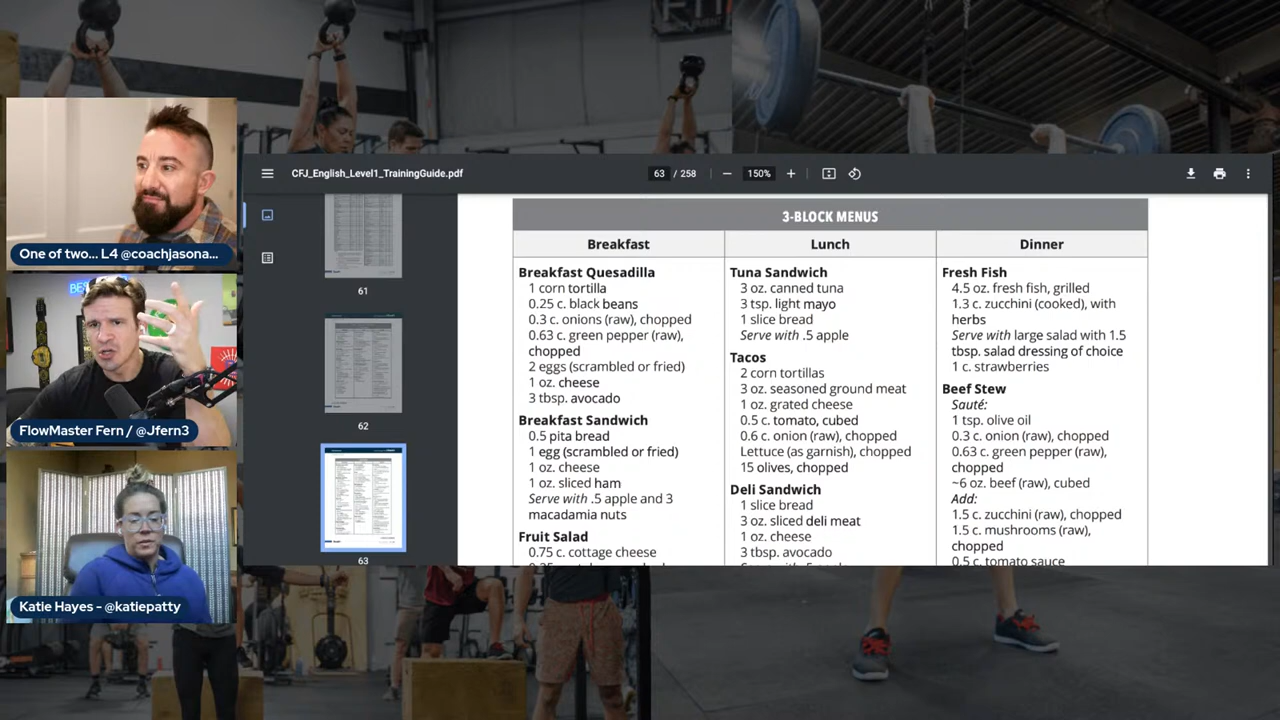 FIT
One of two... L4 @coachjasona...
BE
FlowMaster Fern / @Jfern3
Katie Hayes - @katiepatty
CFJ_English_Level1_TrainingGuide.pdf
63 / 258
150%
61
62
63
3-BLOCK MENUS
Breakfast
Breakfast Quesadilla
1 corn tortilla
0.25 c. black beans
0.3 c. onions (raw), chopped
0.63 c. green pepper (raw),
chopped
2 eggs (scrambled or fried)
1 oz. cheese
3 tbsp. avocado
Breakfast Sandwich
0.5 pita bread
1 egg (scrambled or fried)
1 oz. cheese
1 oz. sliced ham
Serve with .5 apple and 3
macadamia nuts
Fruit Salad
0.75 c. cottage cheese
Lunch
Tuna Sandwich
3 oz. canned tuna
3 tsp. light mayo
1 slice bread
Serve with .5 apple
Tacos
2 corn tortillas
3 oz. seasoned ground meat
1 oz. grated cheese
0.5 c. tomato, cubed
0.6 c. onion (raw), chopped
Lettuce (as garnish), chopped
15 olives, chopped
Deli Sandwich
1 slice bread
3 oz. sliced deli meat
1 oz. cheese
3 tbsp. avocado
Dinner
Fresh Fish
4.5 oz. fresh fish, grilled
1.3 c. zucchini (cooked), with
herbs
Serve with large salad with 1.5
tbsp. salad dressing of choice
1 c. strawberries
Beef Stew
Sauté:
1 tsp. olive oil
0.3 c. onion (raw), chopped
0.63 c. green pepper (raw),
chopped
~6 oz. beef (raw), cubed
Add:
1.5 c. zucchini (raw), chopped
1.5 c. mushrooms (raw),
chopped
0.5 c. tomato sauce